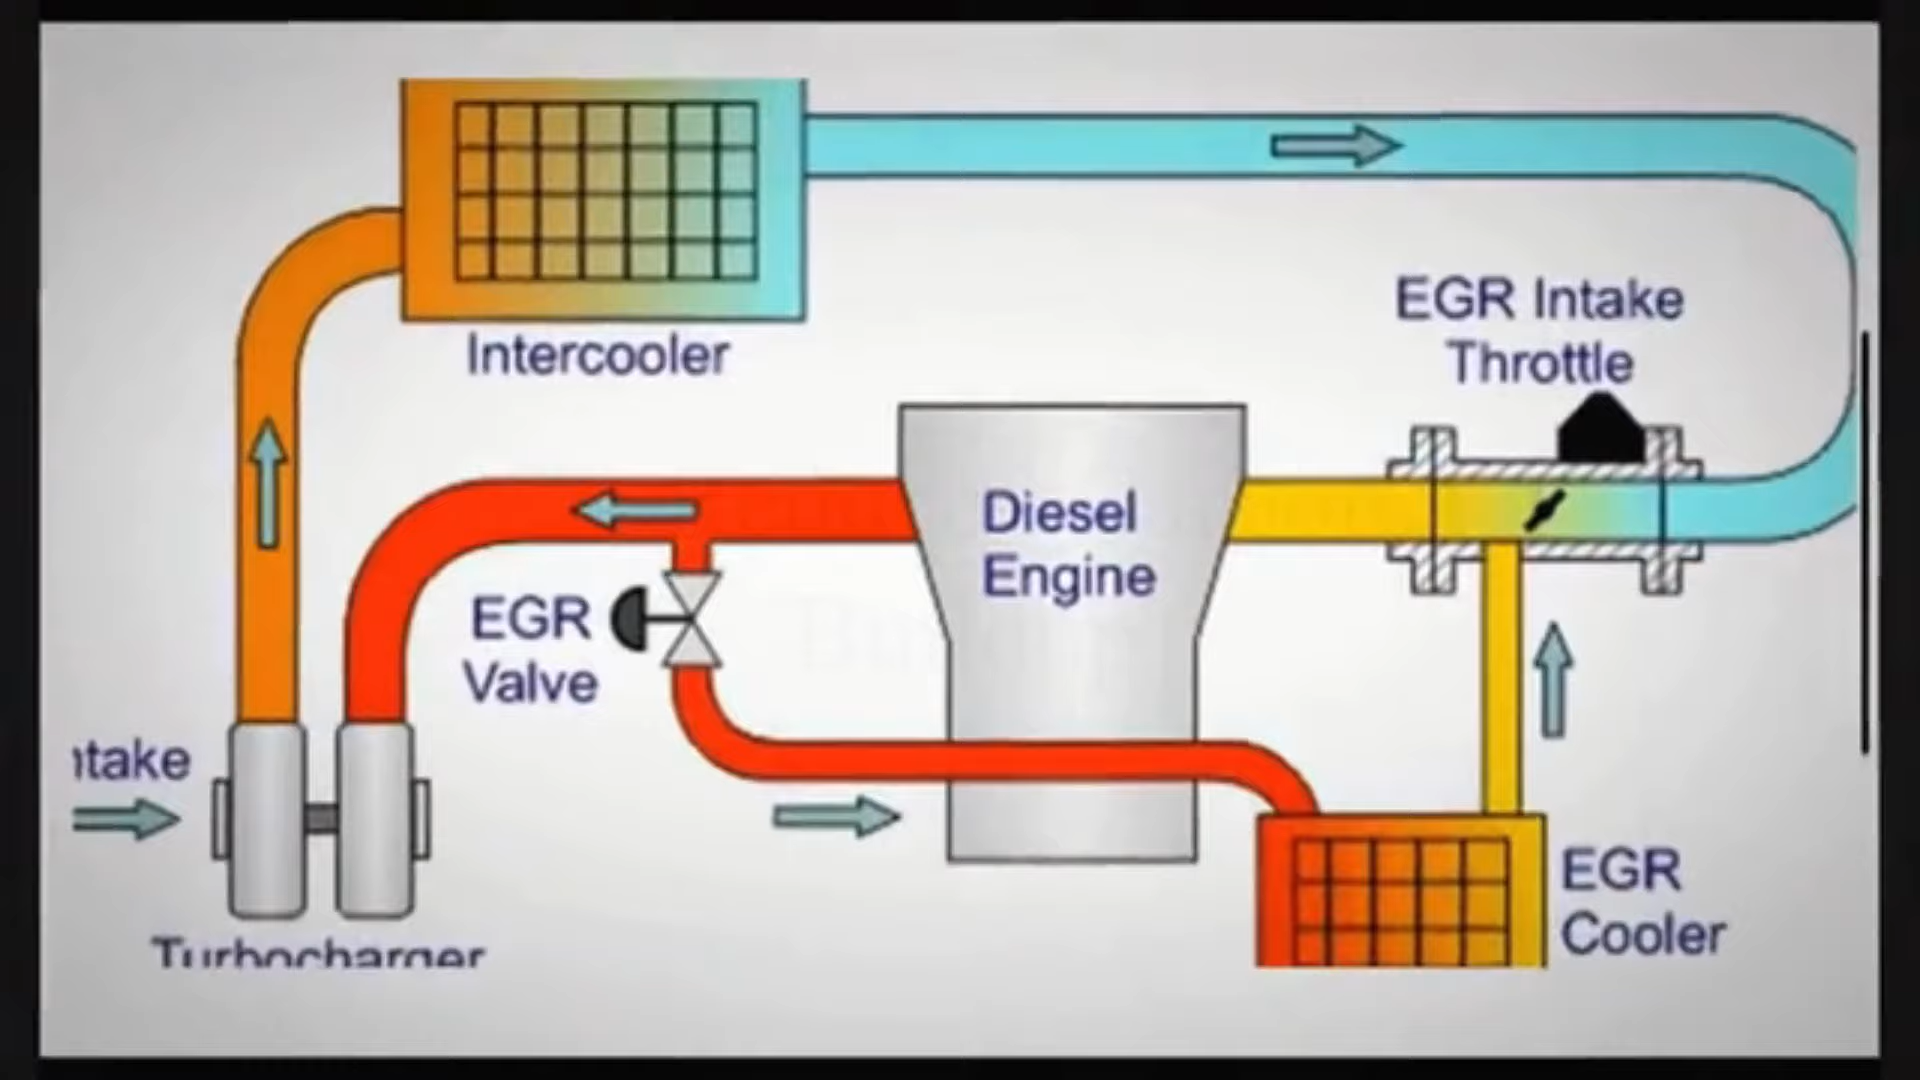 Intercooler
EGR Intake
Throttle
Diesel
Engine
EGR
Valve
ntake
Turbocharger
EGR
Cooler